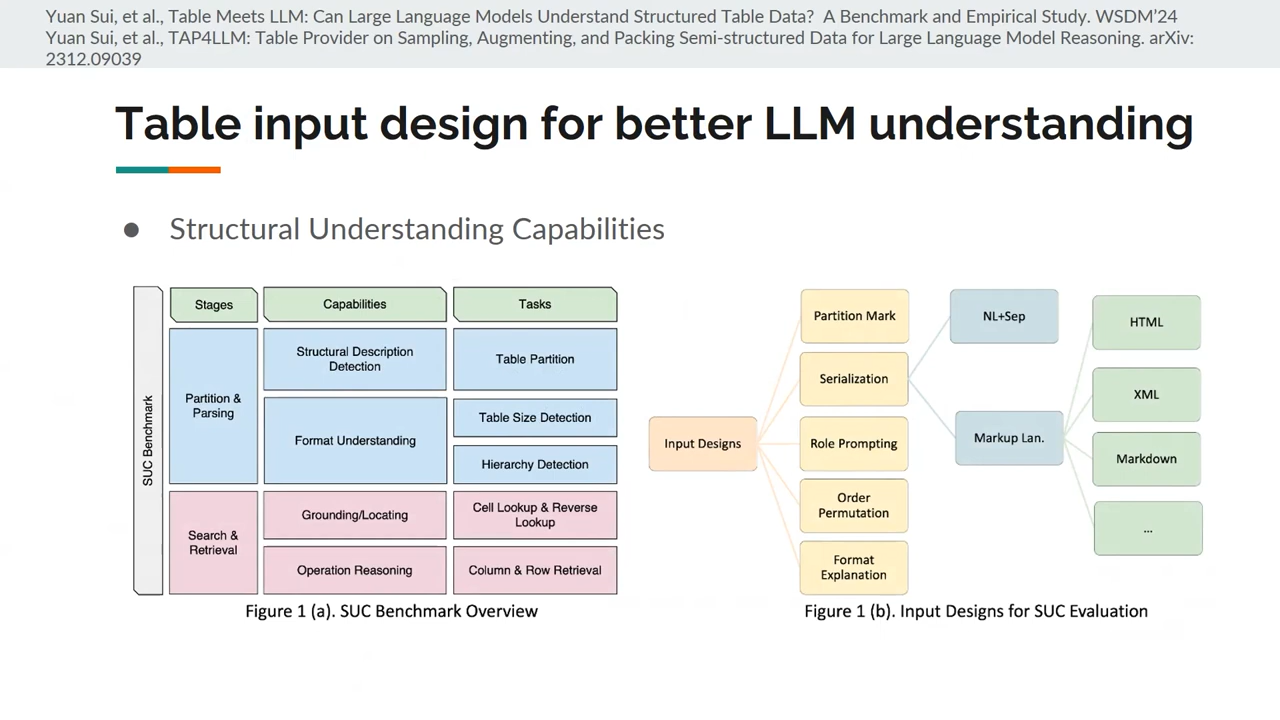 Yuan Sui, et al., Table Meets LLM: Can Large Language Models Understand Structured Table Data?  A Benchmark and Empirical Study. WSDM’24
Yuan Sui, et al., TAP4LLM: Table Provider on Sampling, Augmenting, and Packing Semi-structured Data for Large Language Model Reasoning. arXiv:
2312.09039
Table input design for better LLM understanding
● Structural Understanding Capabilities
SUC Benchmark
Stages
Capabilities
Tasks
Partition &
Parsing
Structural Description
Detection
Table Partition
Format Understanding
Table Size Detection
Hierarchy Detection
Search &
Retrieval
Grounding/Locating
Cell Lookup & Reverse
Lookup
Operation Reasoning
Column & Row Retrieval
Figure 1 (a). SUC Benchmark Overview
Input Designs
Partition Mark
Serialization
Role Prompting
Order
Permutation
Format
Explanation
NL+Sep
Markup Lan.
HTML
XML
Markdown
...
Figure 1 (b). Input Designs for SUC Evaluation